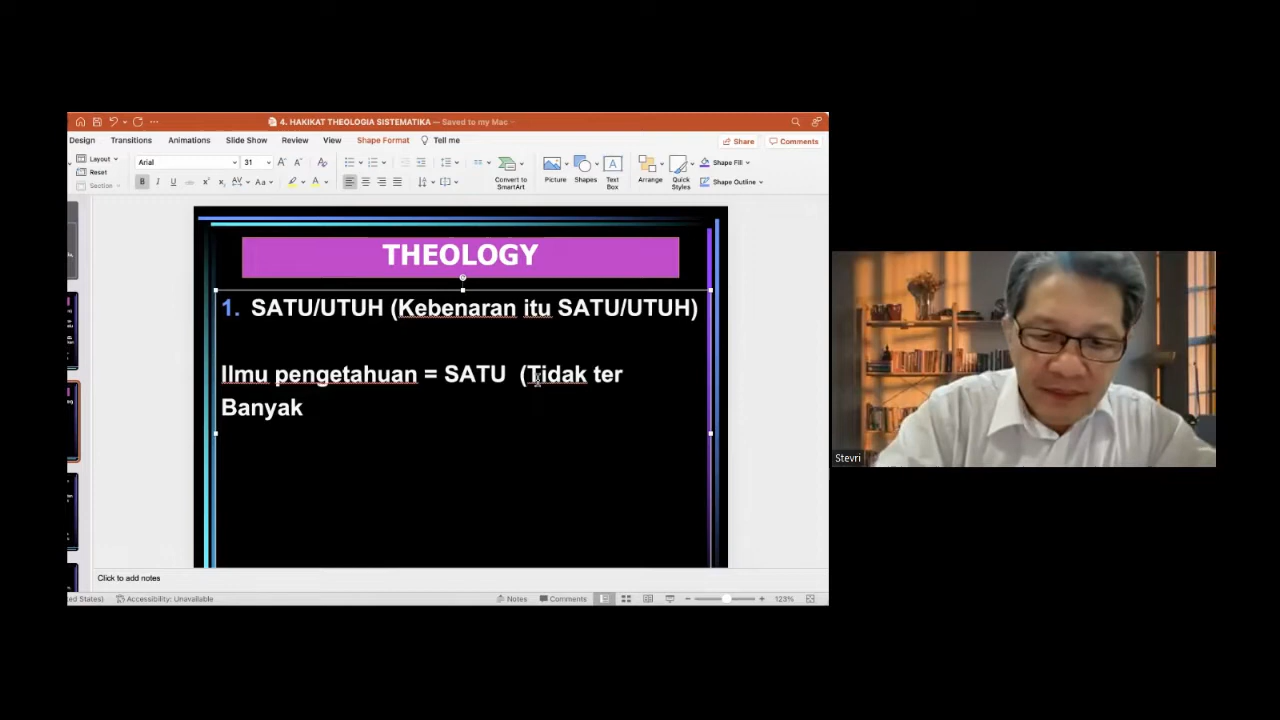 4. HAKIKAT THEOLOGIA SISTEMATIKA — Saved to my Mac
Design Transitions Animations Slide Show Review View Shape Format Tell me
Share Comments
Layout
Reset
Section
Arial 31
Convert to SmartArt
Picture
Shapes
Text Box
Arrange
Quick Styles
Shape Fill
Shape Outline
THEOLOGY
1. SATU/UTUH (Kebenaran itu SATU/UTUH)
Ilmu pengetahuan = SATU (Tidak ter
Banyak
Stevri
Click to add notes
ed States) Accessibility: Unavailable
Notes Comments 123%